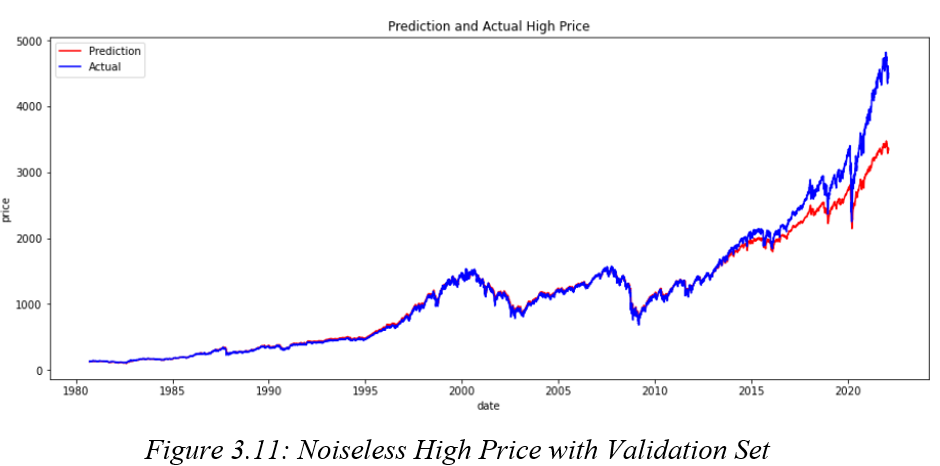 Prediction and Actual High Price
Prediction
Actual
price
5000
4000
3000
2000
1000
0
1980 1985 1990 1995 2000 2005 2010 2015 2020
date
Figure 3.11: Noiseless High Price with Validation Set